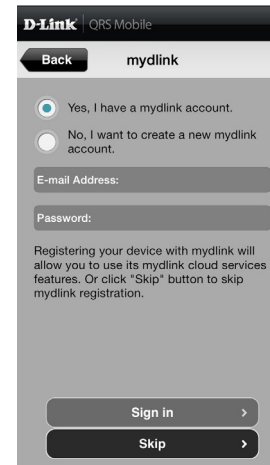 D-Link QRS Mobile
Back mydlink
Yes, I have a mydlink account.
No, I want to create a new mydlink
account.
E-mail Address:
Password:
Registering your device with mydlink will
allow you to use its mydlink cloud services
features. Or click "Skip" button to skip
mydlink registration.
Sign in
Skip